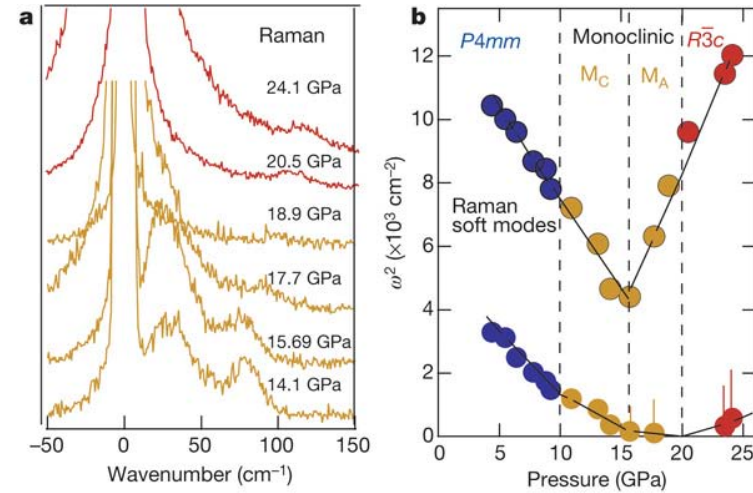 a
Raman
24.1 GPa
20.5 GPa
18.9 GPa
17.7 GPa
15.69 GPa
14.1 GPa
−50 0 50 100 150
Wavenumber (cm⁻¹)
b
P4mm Monoclinic R3̅c
M_C M_A
12
10
8
6
4
2
0
ω² (×10³ cm⁻²)
Raman
soft modes
0 5 10 15 20 25
Pressure (GPa)